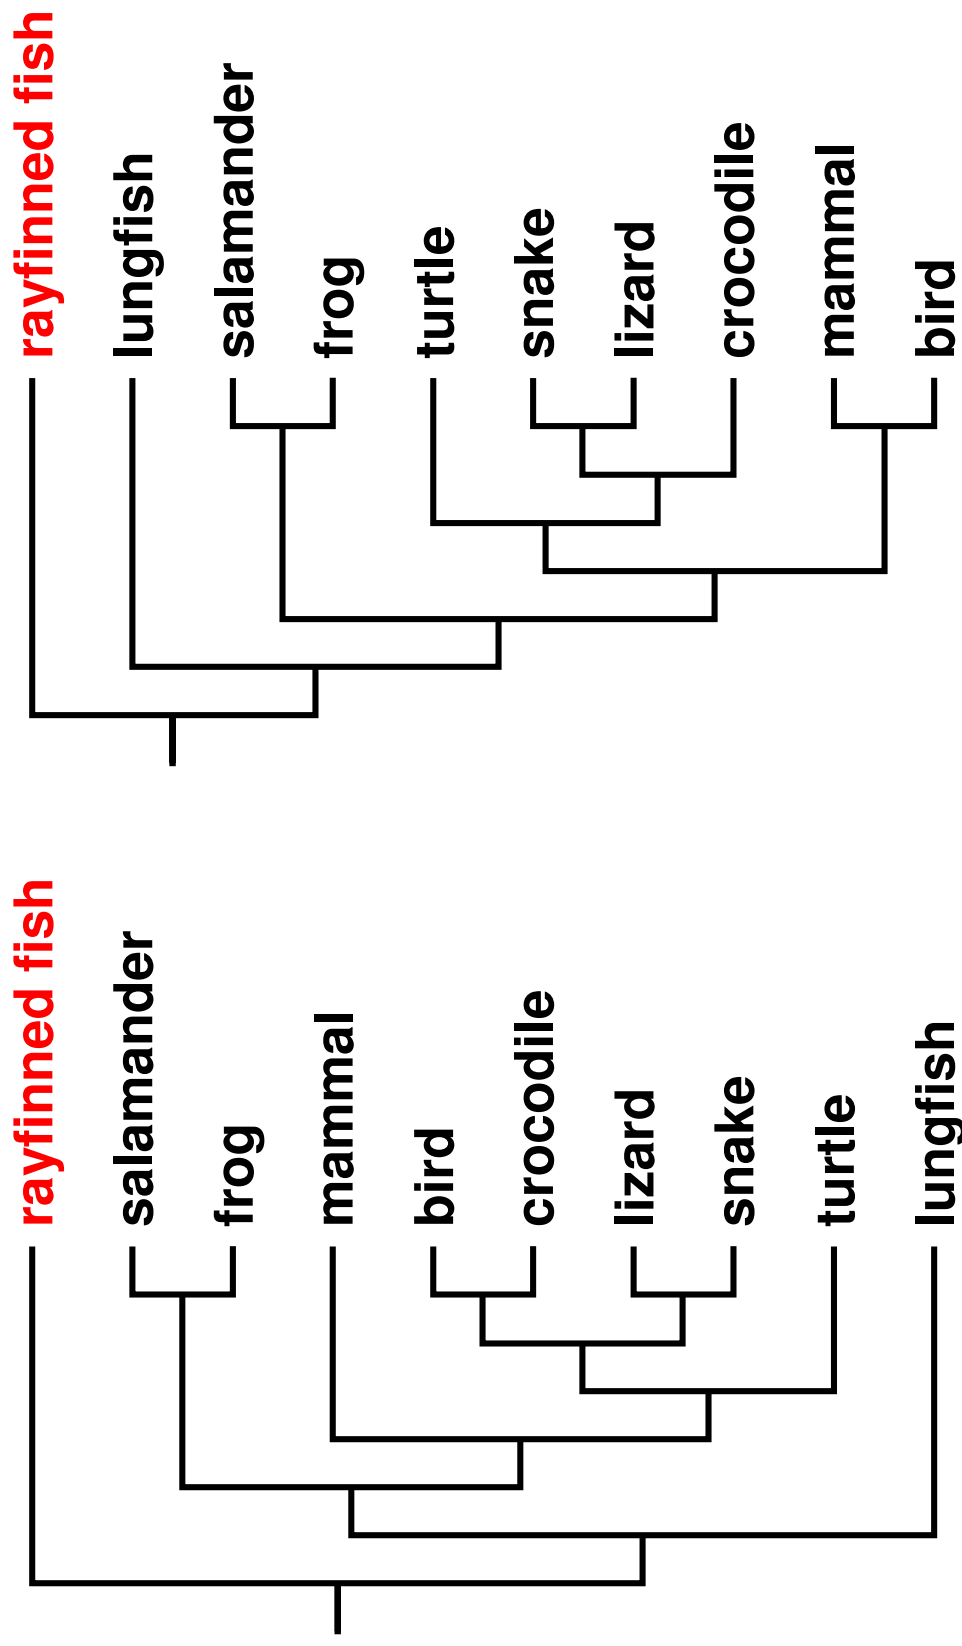 rayfinned fish
lungfish
salamander
frog
turtle
snake
lizard
crocodile
mammal
bird
rayfinned fish
salamander
frog
mammal
bird
crocodile
lizard
snake
turtle
lungfish